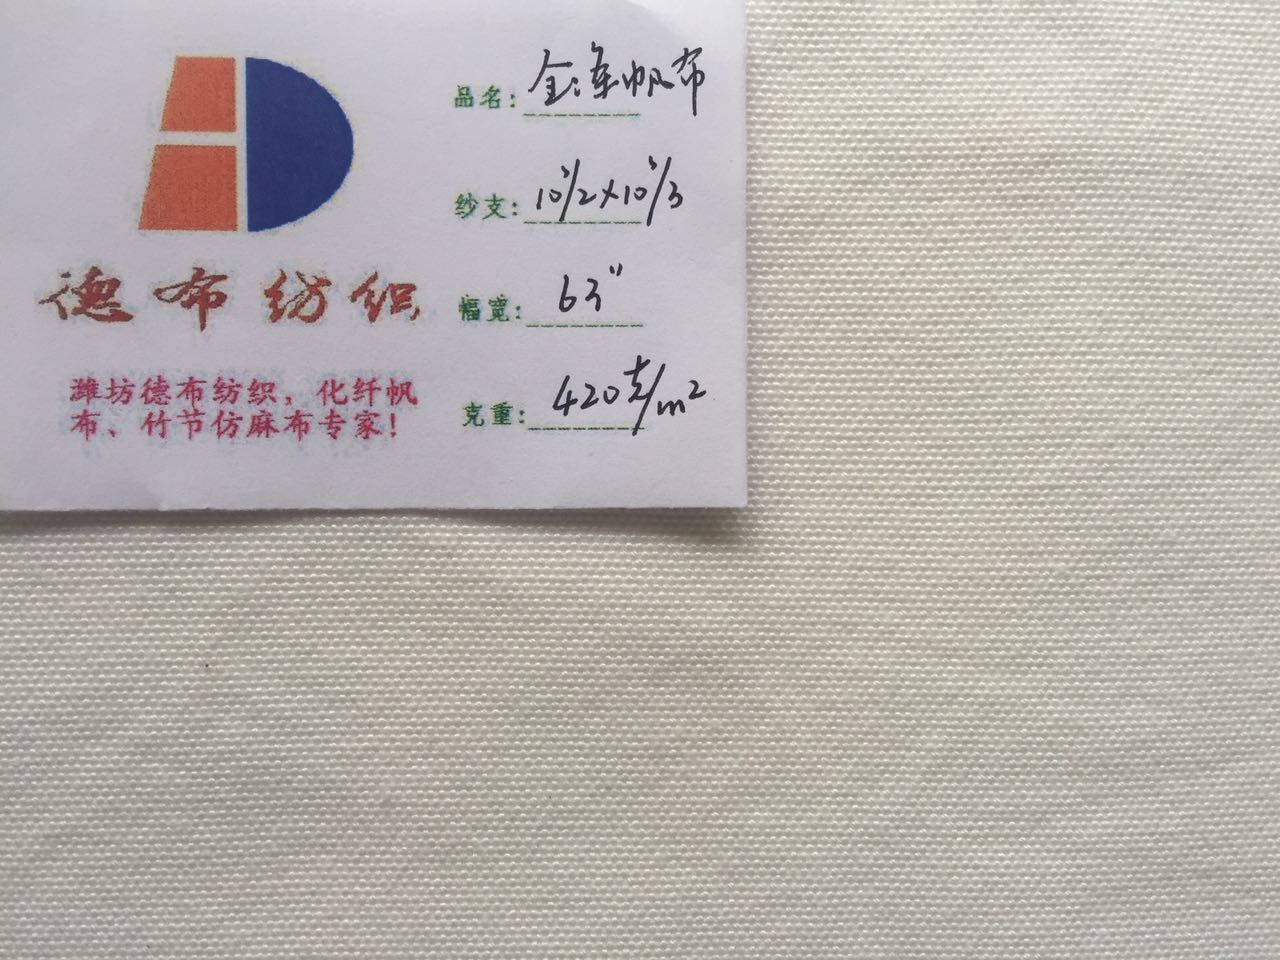 品名：全涤帆布
纱支：10ˢ/2×10ˢ/3
幅宽：63"
克重：420克/m²
德布纺织
潍坊德布纺织，化纤帆
布、竹节仿麻布专家！